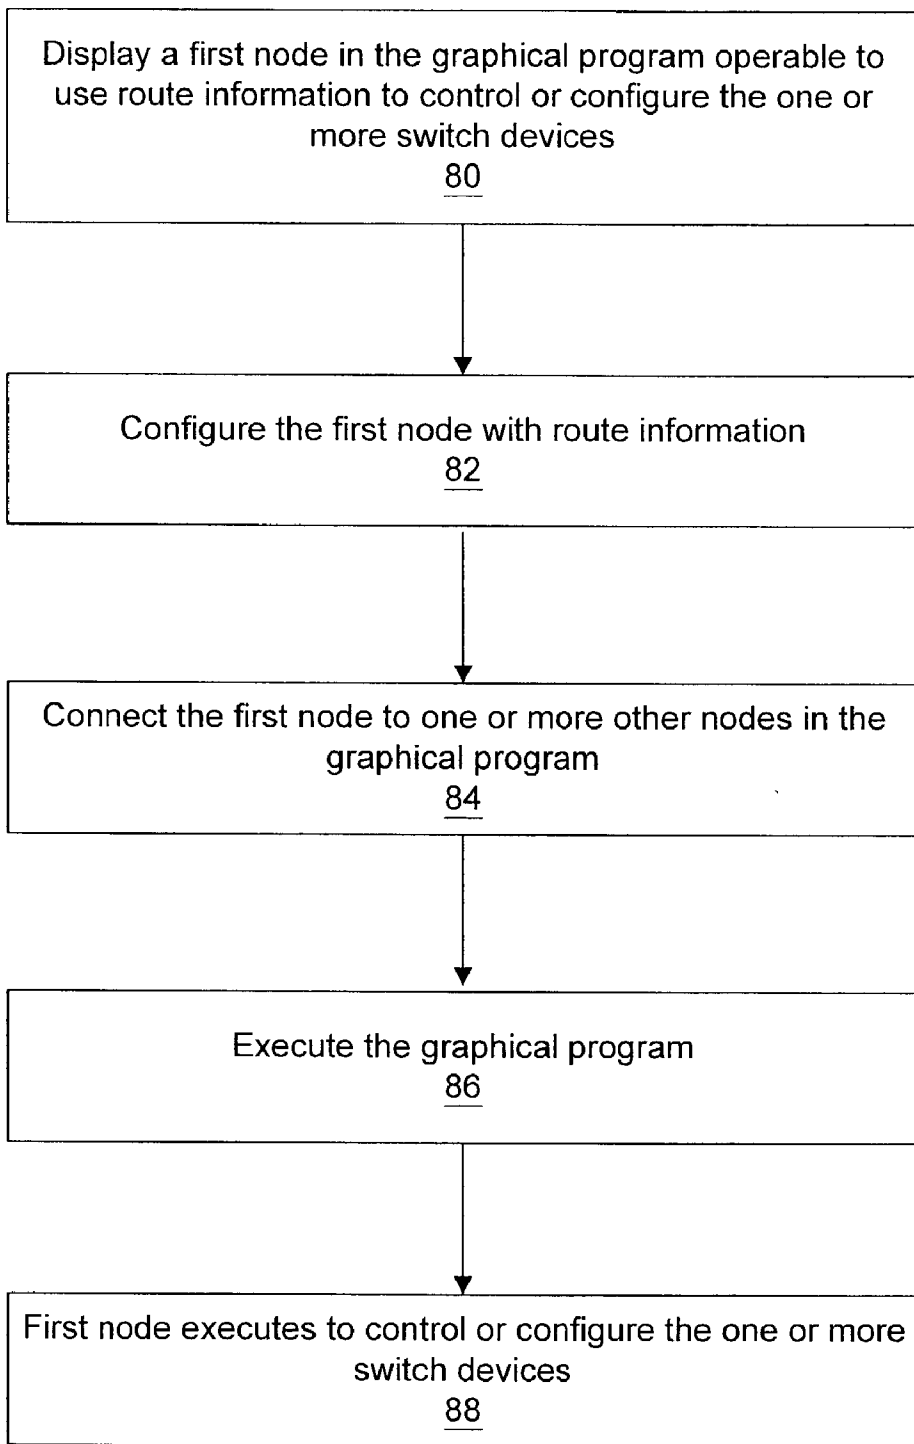 Display a first node in the graphical program operable to
use route information to control or configure the one or
more switch devices
80
Configure the first node with route information
82
Connect the first node to one or more other nodes in the
graphical program
84
Execute the graphical program
86
First node executes to control or configure the one or more
switch devices
88